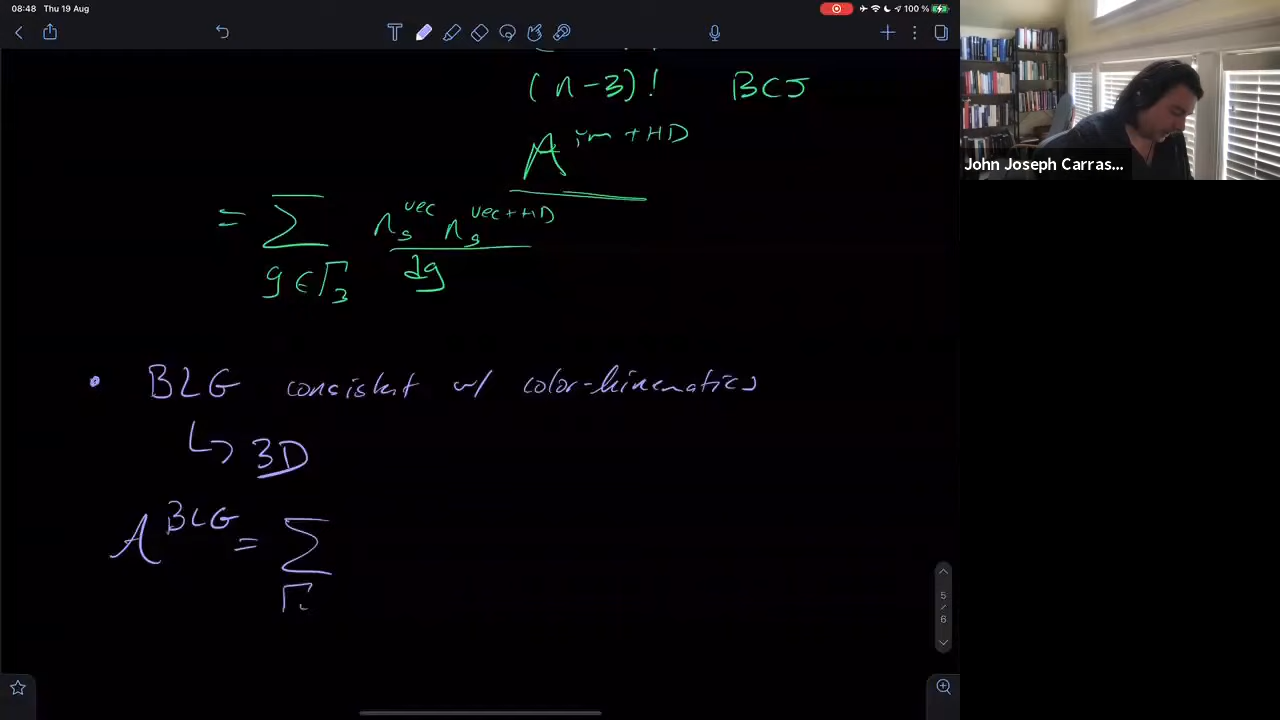 08:48 Thu 19 Aug
100 %
(n-3)! BCJ
A^{YM + HD}
= Σ_{g ∈ Γ_3} n_g^{vec} n_g^{vec + HD} / d_g
• BLG consistent w/ color-kinematics
↳ 3D
A^{BLG} = Σ_Γ
John Joseph Carras...
5
/
6